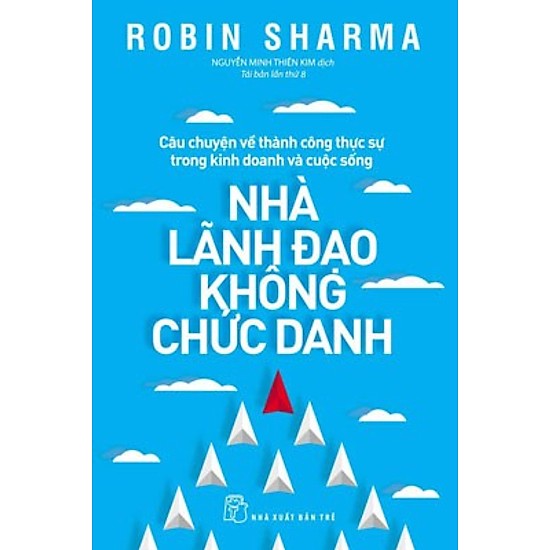 ROBIN SHARMA
NGUYỄN MINH THIÊN KIM dịch
Tái bản lần thứ 8
Câu chuyện về thành công thực sự
trong kinh doanh và cuộc sống
NHÀ
LÃNH ĐẠO
KHÔNG
CHỨC DANH
NHÀ XUẤT BẢN TRẺ